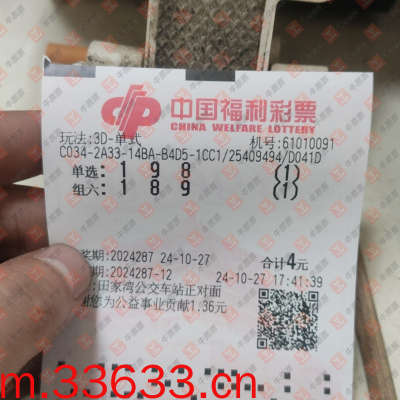 中国福利彩票
CHINA WELFARE LOTTERY
玩法:3D-单式 机号:61010091
C034-2A33-14BA-B4D5-1CC1/25409494/D041D
单选: 1 9 8 (1)
组六: 1 8 9 (1)
奖期:2024287 24-10-27 合计4元
期:2024287-12 24-10-27 17:41:39
:田家湾公交车站正对面
您为公益事业贡献1.36元
m.33633.cn